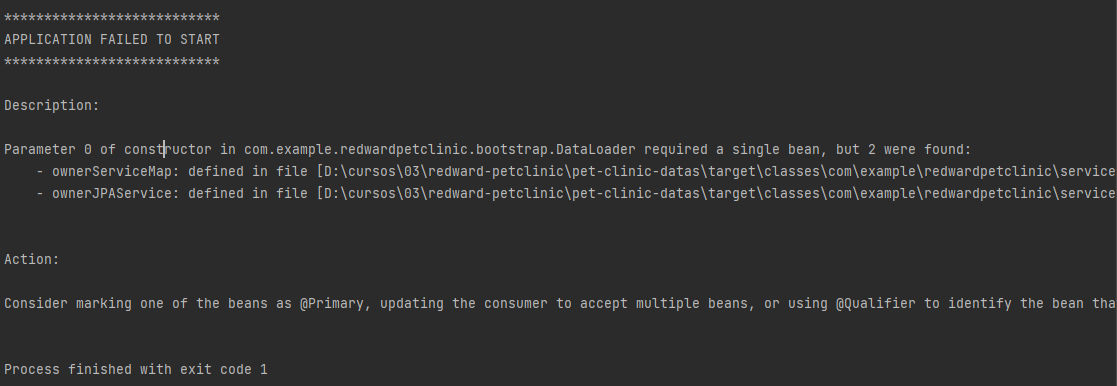 ***************************
APPLICATION FAILED TO START
***************************
Description:
Parameter 0 of constructor in com.example.redwardpetclinic.bootstrap.DataLoader required a single bean, but 2 were found:
- ownerServiceMap: defined in file [D:\cursos\03\redward-petclinic\pet-clinic-datas\target\classes\com\example\redwardpetclinic\service
- ownerJPAService: defined in file [D:\cursos\03\redward-petclinic\pet-clinic-datas\target\classes\com\example\redwardpetclinic\service
Action:
Consider marking one of the beans as @Primary, updating the consumer to accept multiple beans, or using @Qualifier to identify the bean tha
Process finished with exit code 1